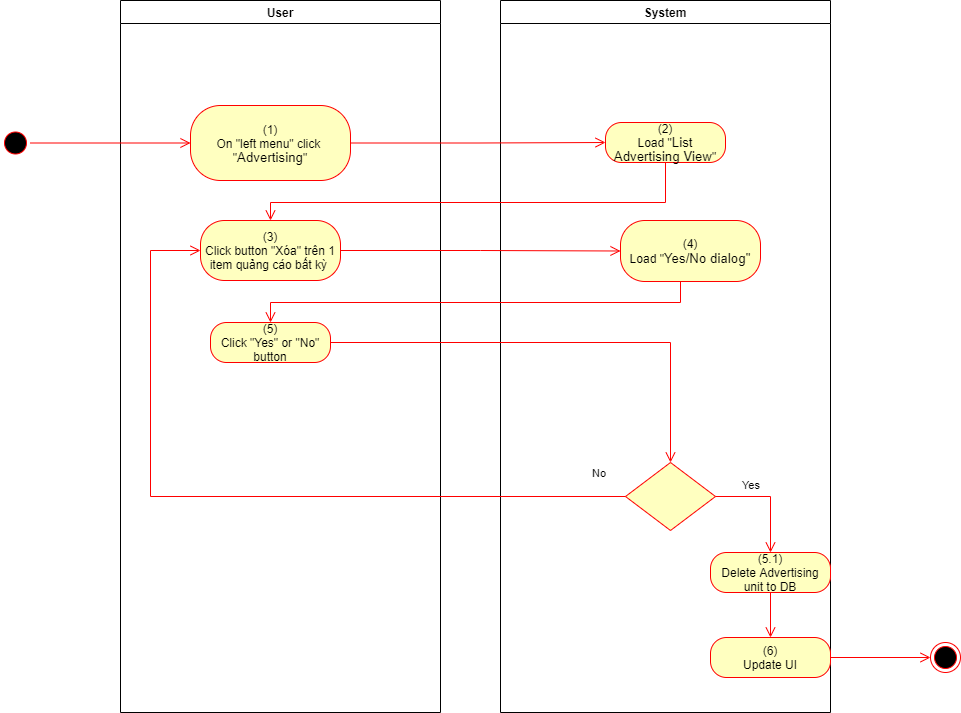 User
System
(1)
On "left menu" click
"Advertising"
(2)
Load "List
Advertising View"
(3)
Click button "Xóa" trên 1
item quảng cáo bất kỳ
(4)
Load "Yes/No dialog"
(5)
Click "Yes" or "No"
button
No
Yes
(5.1)
Delete Advertising
unit to DB
(6)
Update UI